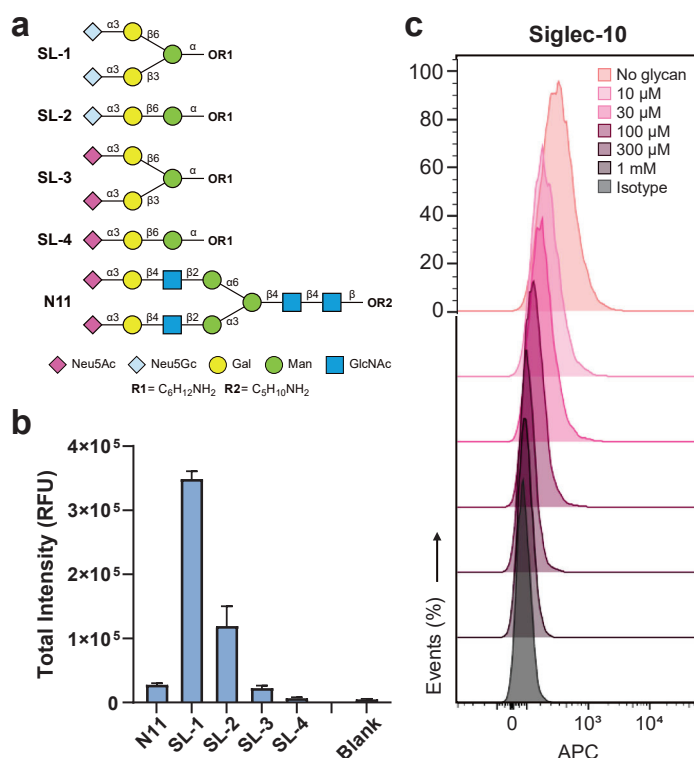 a
SL-1
α3
β6
α3
β3
α
OR1
SL-2
α3
β6
α
OR1
SL-3
α3
β6
α3
β3
α
OR1
SL-4
α3
β6
α
OR1
N11
α3
β4
β2
α6
α3
β4
β2
α3
β4
β4
β
OR2
Neu5Ac
Neu5Gc
Gal
Man
GlcNAc
R1= C₆H₁₂NH₂ R2= C₅H₁₀NH₂
b
Total Intensity (RFU)
4×10⁵
3×10⁵
2×10⁵
1×10⁵
0
N11
SL-1
SL-2
SL-3
SL-4
Blank
c
Siglec-10
100
80
60
40
20
0
No glycan
10 μM
30 μM
100 μM
300 μM
1 mM
Isotype
Events (%)
0
10³
10⁴
APC